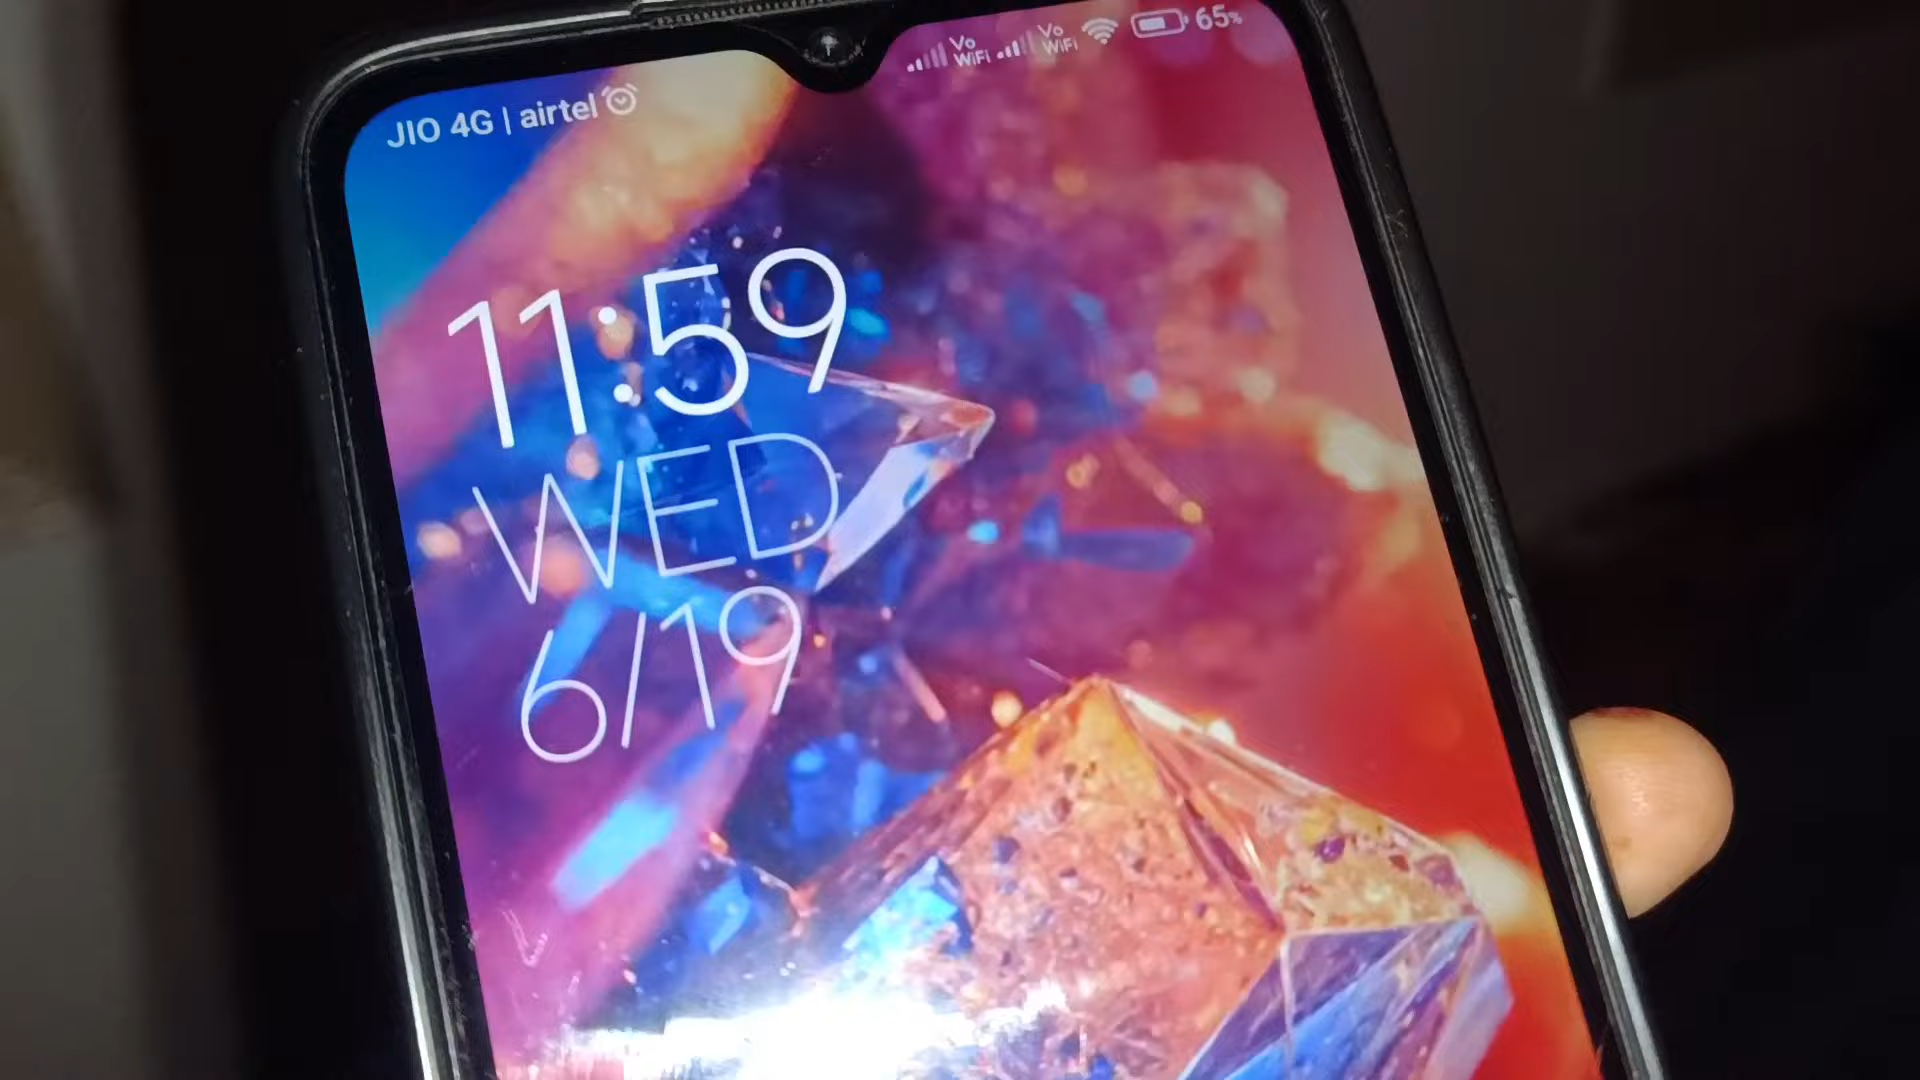 JIO 4G | airtel
Vo WiFi Vo WiFi 65%
11:59
WED
6/19